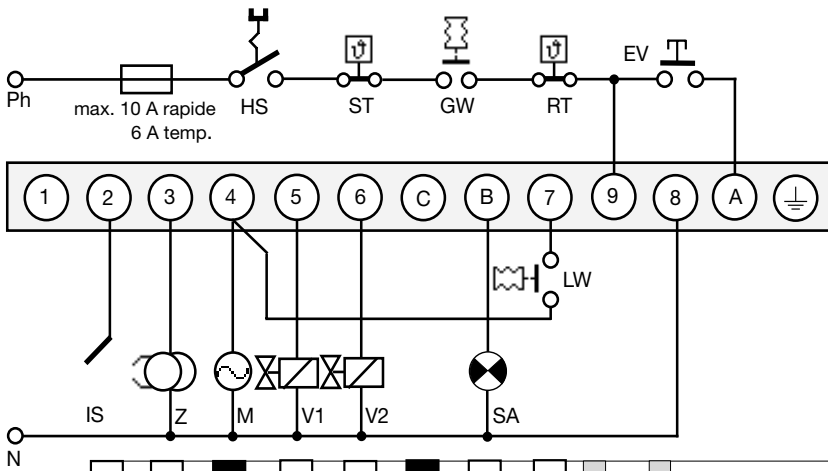 EV
Ph
max. 10 A rapide
6 A temp.
HS
ST
GW
RT
1 2 3 4 5 6 C B 7 9 8 A
LW
IS
Z
M
V1
V2
SA
N